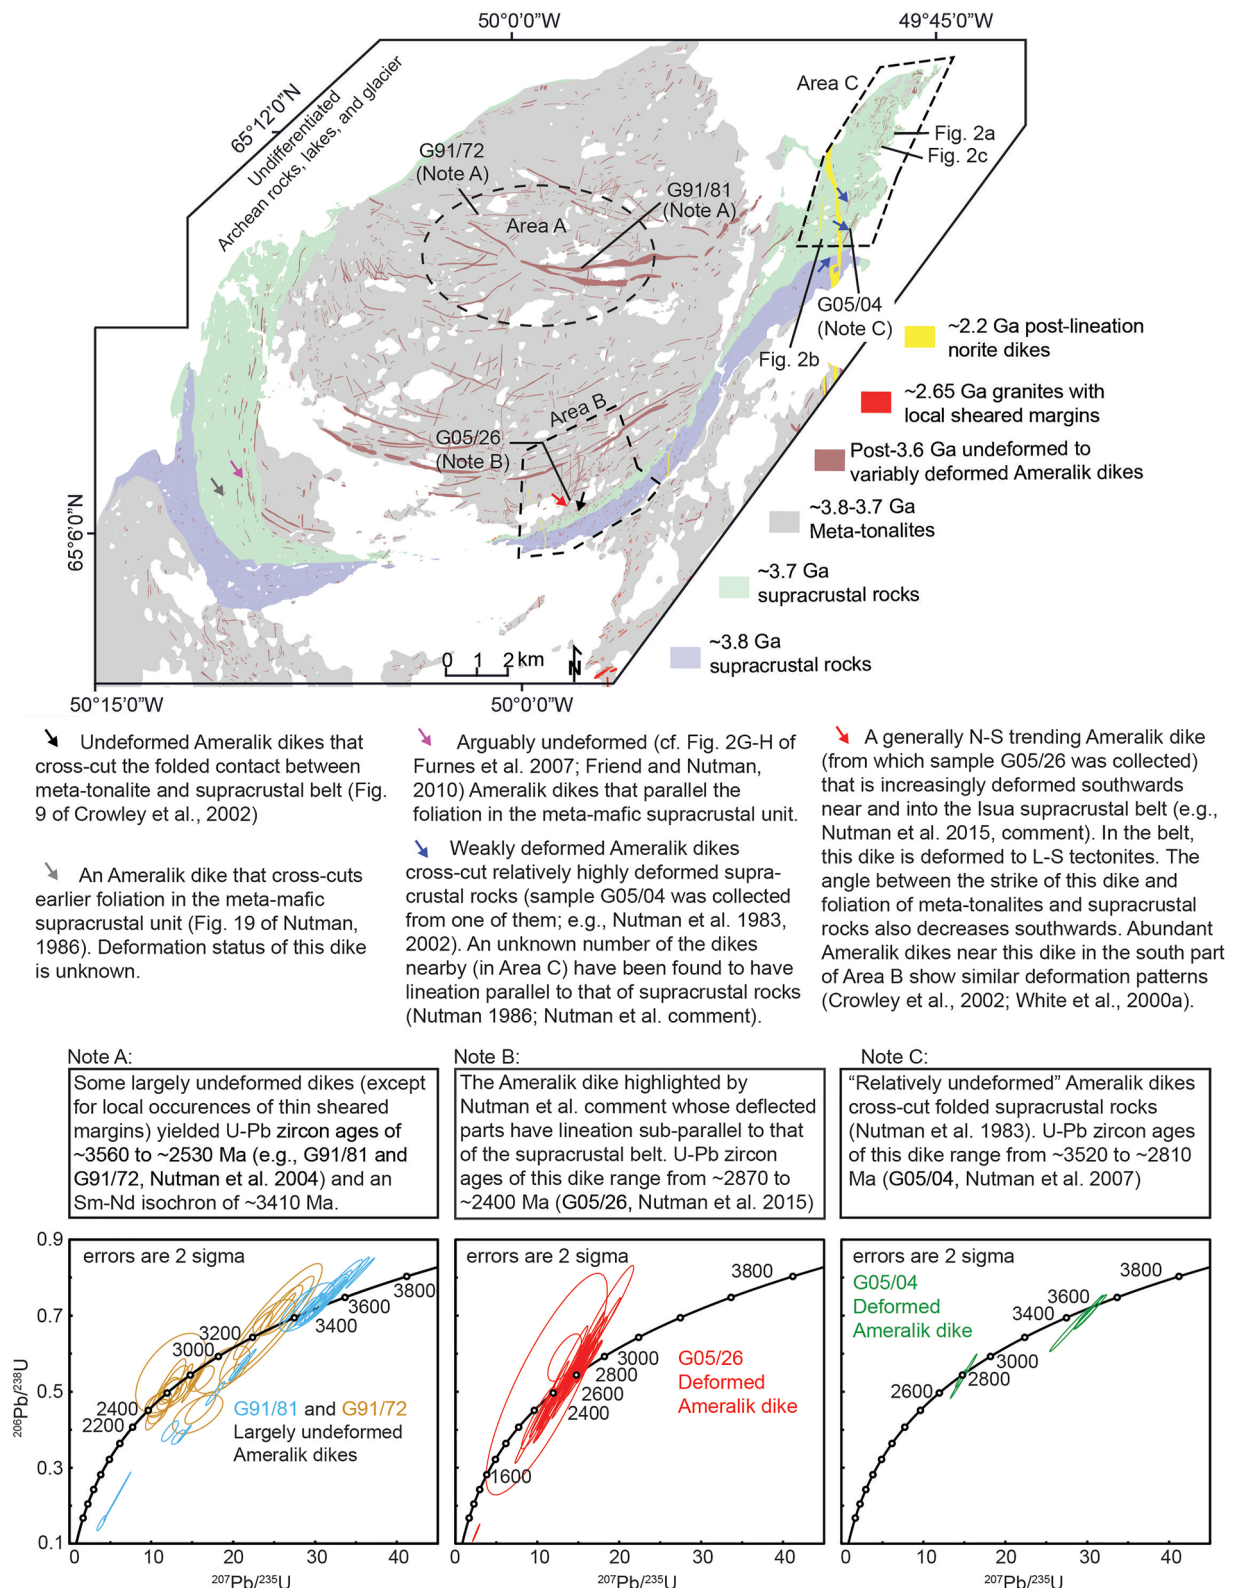 50°0’0”W
49°45’0”W
65°12’0”N
Undifferentiated
Archean rocks, lakes, and glacier
Area C
Fig. 2a
Fig. 2c
G91/72
(Note A)
G91/81
(Note A)
Area A
G05/04
(Note C)
Fig. 2b
Area B
G05/26
(Note B)
65°6’0”N
~2.2 Ga post-lineation
norite dikes
~2.65 Ga granites with
local sheared margins
Post-3.6 Ga undeformed to
variably deformed Ameralik dikes
~3.8-3.7 Ga
Meta-tonalites
~3.7 Ga
supracrustal rocks
~3.8 Ga
supracrustal rocks
0 1 2 km
N
50°15’0”W
50°0’0”W
Undeformed Ameralik dikes that
cross-cut the folded contact between
meta-tonalite and supracrustal belt (Fig.
9 of Crowley et al., 2002)
An Ameralik dike that cross-cuts
earlier foliation in the meta-mafic
supracrustal unit (Fig. 19 of Nutman,
1986). Deformation status of this dike
is unknown.
Arguably undeformed (cf. Fig. 2G-H of
Furnes et al. 2007; Friend and Nutman,
2010) Ameralik dikes that parallel the
foliation in the meta-mafic supracrustal unit.
Weakly deformed Ameralik dikes
cross-cut relatively highly deformed supra-
crustal rocks (sample G05/04 was collected
from one of them; e.g., Nutman et al. 1983,
2002). An unknown number of the dikes
nearby (in Area C) have been found to have
lineation parallel to that of supracrustal rocks
(Nutman 1986; Nutman et al. comment).
A generally N-S trending Ameralik dike
(from which sample G05/26 was collected)
that is increasingly deformed southwards
near and into the Isua supracrustal belt (e.g.,
Nutman et al. 2015, comment). In the belt,
this dike is deformed to L-S tectonites. The
angle between the strike of this dike and
foliation of meta-tonalites and supracrustal
rocks also decreases southwards. Abundant
Ameralik dikes near this dike in the south part
of Area B show similar deformation patterns
(Crowley et al., 2002; White et al., 2000a).
Note A:
Some largely undeformed dikes (except
for local occurences of thin sheared
margins) yielded U-Pb zircon ages of
~3560 to ~2530 Ma (e.g., G91/81 and
G91/72, Nutman et al. 2004) and an
Sm-Nd isochron of ~3410 Ma.
Note B:
The Ameralik dike highlighted by
Nutman et al. comment whose deflected
parts have lineation sub-parallel to that
of the supracrustal belt. U-Pb zircon
ages of this dike range from ~2870 to
~2400 Ma (G05/26, Nutman et al. 2015)
Note C:
“Relatively undeformed” Ameralik dikes
cross-cut folded supracrustal rocks
(Nutman et al. 1983). U-Pb zircon ages
of this dike range from ~3520 to ~2810
Ma (G05/04, Nutman et al. 2007)
0.9
0.7
0.5
0.3
0.1
206Pb/238U
errors are 2 sigma
3800
3600
3400
3200
3000
2400
2200
G91/81 and G91/72
Largely undeformed
Ameralik dikes
0 10 20 30 40
207Pb/235U
errors are 2 sigma
3800
3000
2800
2600
2400
1600
G05/26
Deformed
Ameralik dike
0 10 20 30 40
207Pb/235U
errors are 2 sigma
G05/04
Deformed
Ameralik dike
3800
3600
3400
3000
2800
2600
0 10 20 30 40
207Pb/235U